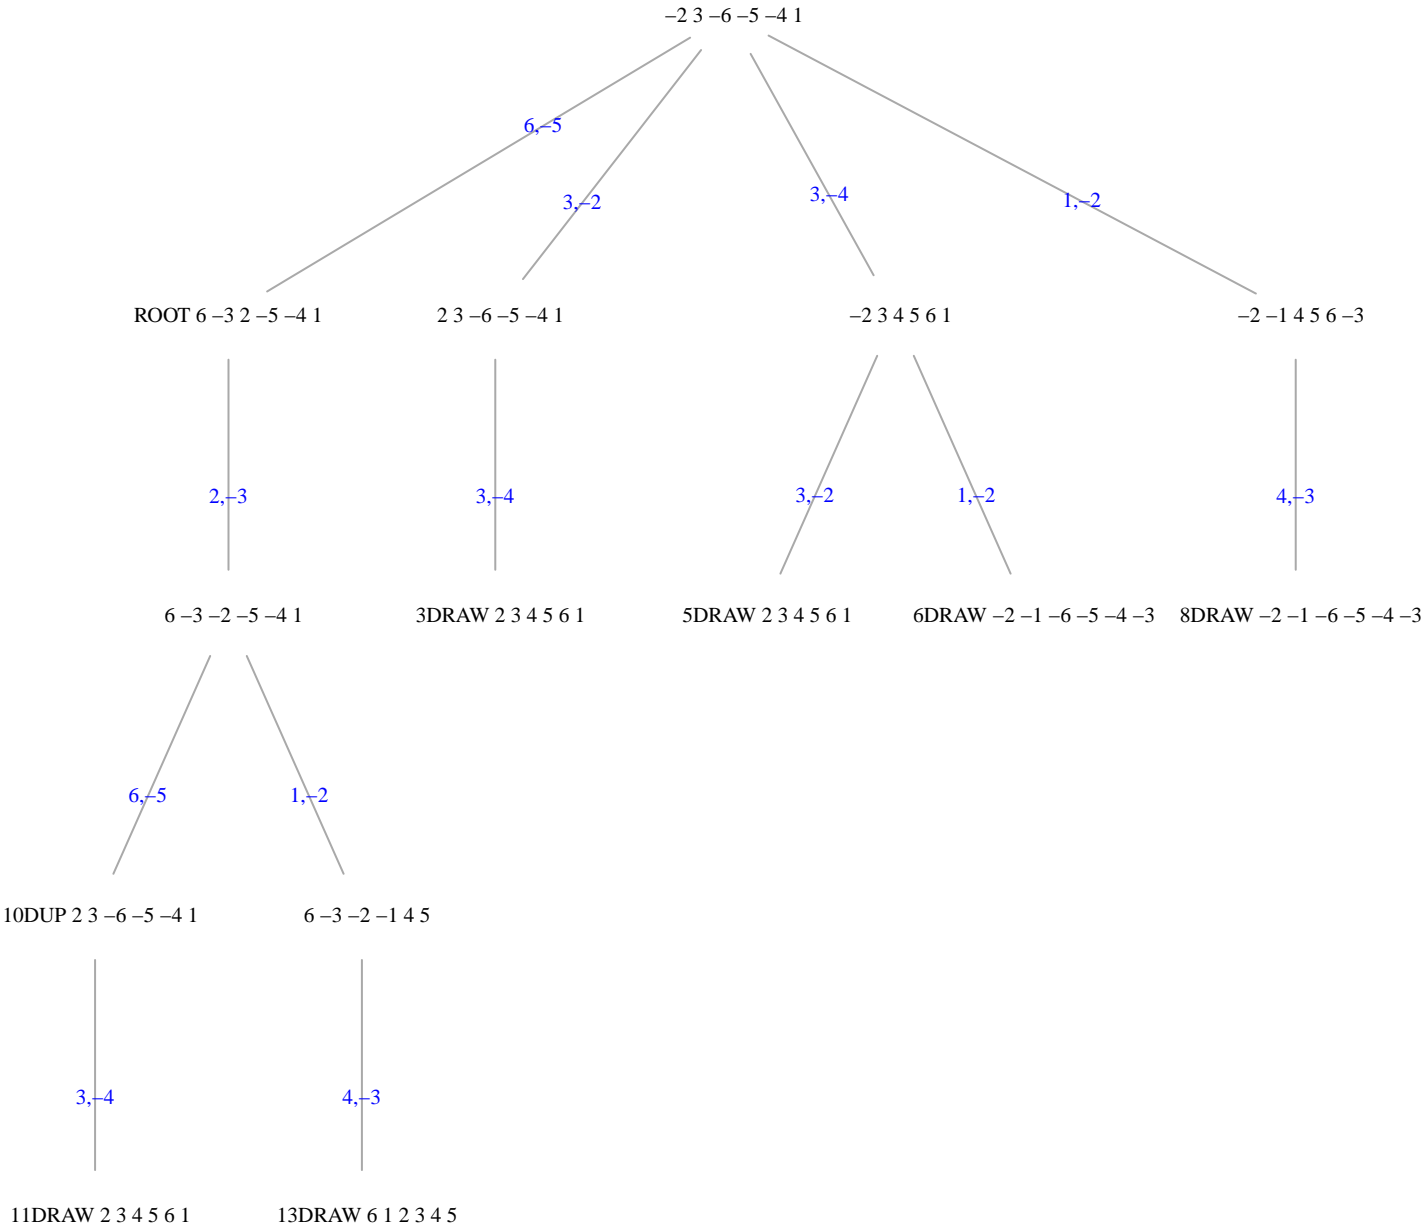 −2 3 −6 −5 −4 1
6,−5
3,−2
3,−4
1,−2
ROOT 6 −3 2 −5 −4 1
2 3 −6 −5 −4 1
−2 3 4 5 6 1
−2 −1 4 5 6 −3
2,−3
3,−4
3,−2
1,−2
4,−3
6 −3 −2 −5 −4 1
3DRAW 2 3 4 5 6 1
5DRAW 2 3 4 5 6 1
6DRAW −2 −1 −6 −5 −4 −3
8DRAW −2 −1 −6 −5 −4 −3
6,−5
1,−2
10DUP 2 3 −6 −5 −4 1
6 −3 −2 −1 4 5
3,−4
4,−3
11DRAW 2 3 4 5 6 1
13DRAW 6 1 2 3 4 5